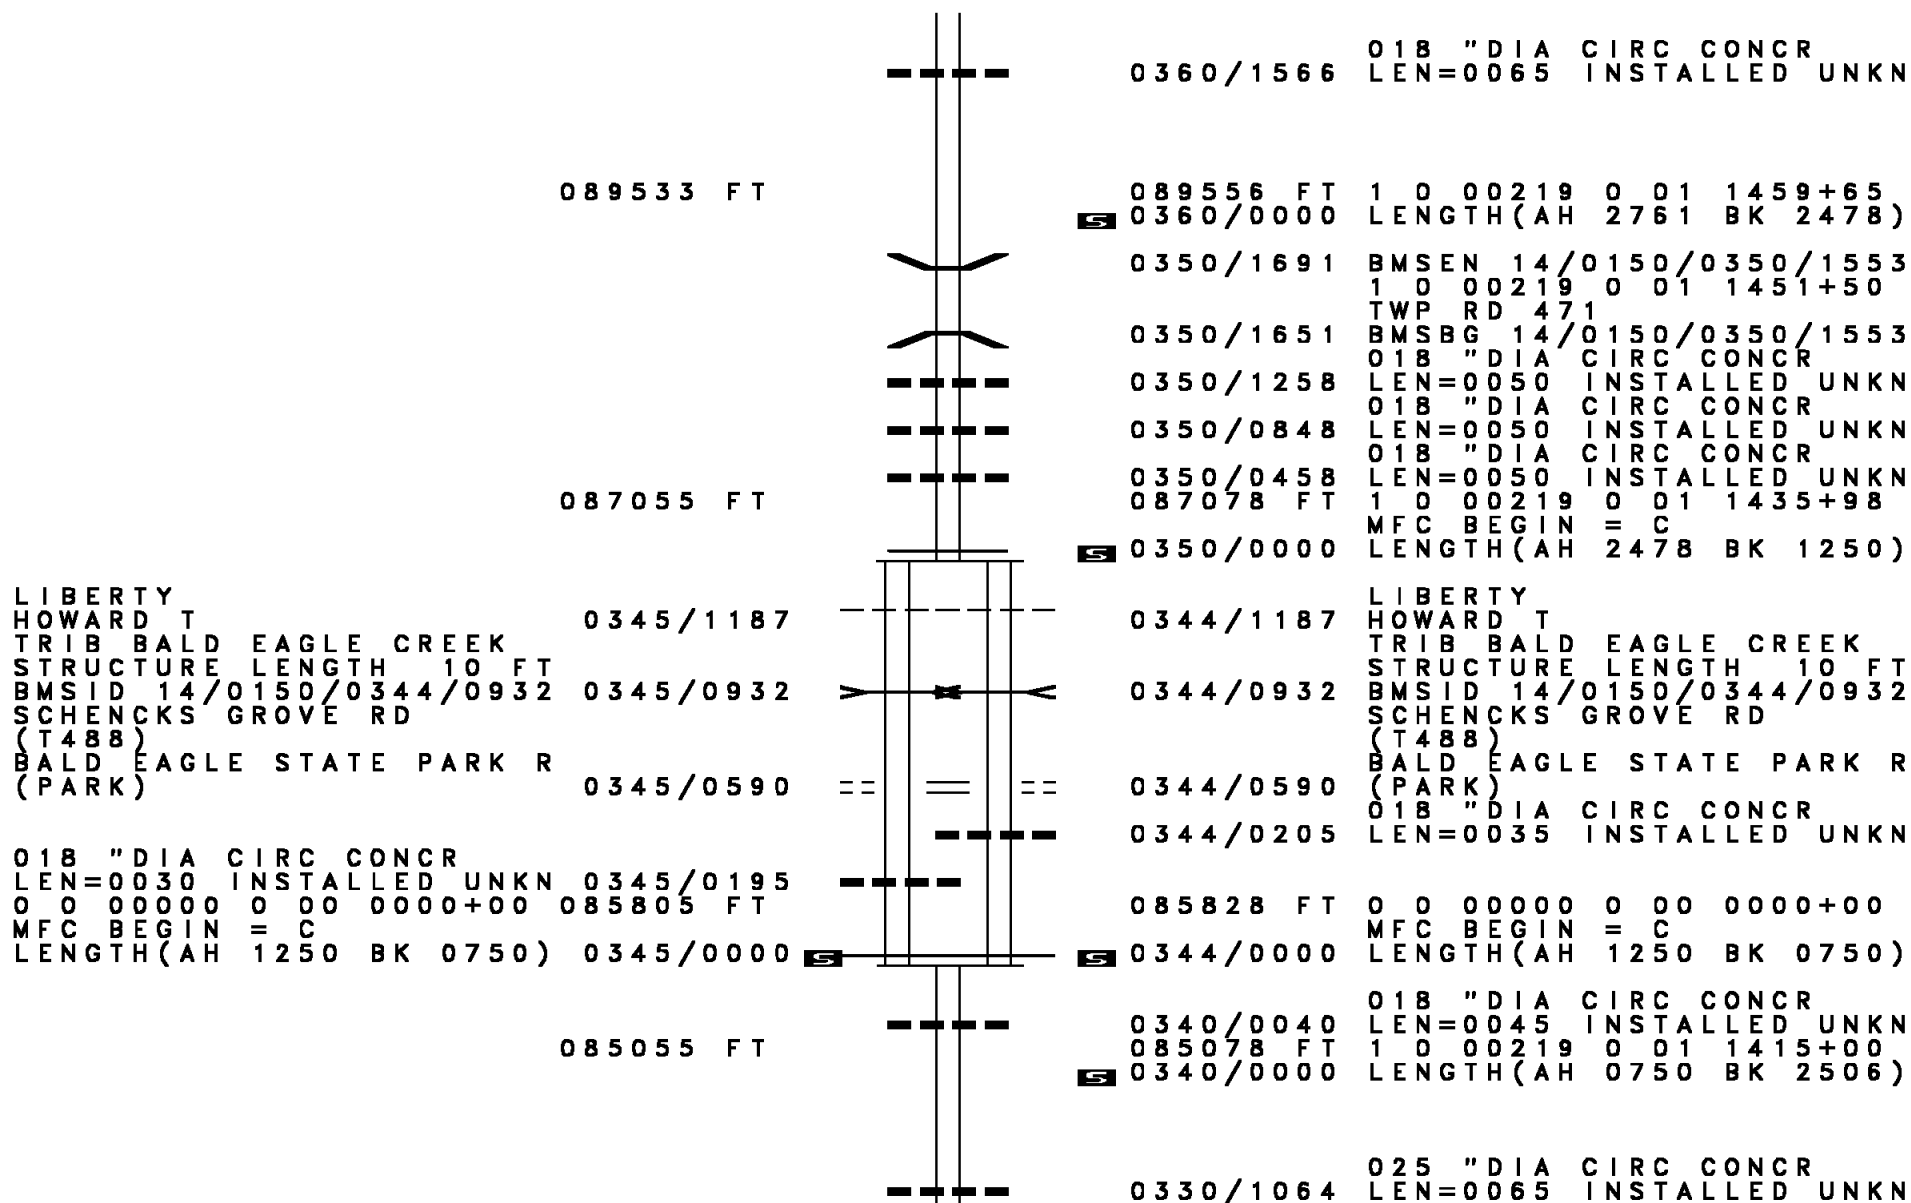 018 "DIA CIRC CONCR
0360/1566 LEN=0065 INSTALLED UNKN
089533 FT 089556 FT 1 0 00219 0 01 1459+65
S 0360/0000 LENGTH(AH 2761 BK 2478)
0350/1691 BMSEN 14/0150/0350/1553
1 0 00219 0 01 1451+50
TWP RD 471
0350/1651 BMSBG 14/0150/0350/1553
018 "DIA CIRC CONCR
0350/1258 LEN=0050 INSTALLED UNKN
018 "DIA CIRC CONCR
0350/0848 LEN=0050 INSTALLED UNKN
018 "DIA CIRC CONCR
0350/0458 LEN=0050 INSTALLED UNKN
087055 FT 087078 FT 1 0 00219 0 01 1435+98
MFC BEGIN = C
S 0350/0000 LENGTH(AH 2478 BK 1250)
LIBERTY
HOWARD T 0345/1187
TRIB BALD EAGLE CREEK
STRUCTURE LENGTH 10 FT
BMSID 14/0150/0344/0932 0345/0932
SCHENCKS GROVE RD
(T488)
BALD EAGLE STATE PARK R
(PARK) 0345/0590
018 "DIA CIRC CONCR
LEN=0030 INSTALLED UNKN 0345/0195
0 0 00000 0 00 0000+00 085805 FT
MFC BEGIN = C
LENGTH(AH 1250 BK 0750) 0345/0000 S
LIBERTY
0344/1187 HOWARD T
TRIB BALD EAGLE CREEK
STRUCTURE LENGTH 10 FT
0344/0932 BMSID 14/0150/0344/0932
SCHENCKS GROVE RD
(T488)
BALD EAGLE STATE PARK R
0344/0590 (PARK)
018 "DIA CIRC CONCR
0344/0205 LEN=0035 INSTALLED UNKN
085828 FT 0 0 00000 0 00 0000+00
MFC BEGIN = C
S 0344/0000 LENGTH(AH 1250 BK 0750)
018 "DIA CIRC CONCR
0340/0040 LEN=0045 INSTALLED UNKN
085055 FT 085078 FT 1 0 00219 0 01 1415+00
S 0340/0000 LENGTH(AH 0750 BK 2506)
025 "DIA CIRC CONCR
0330/1064 LEN=0065 INSTALLED UNKN